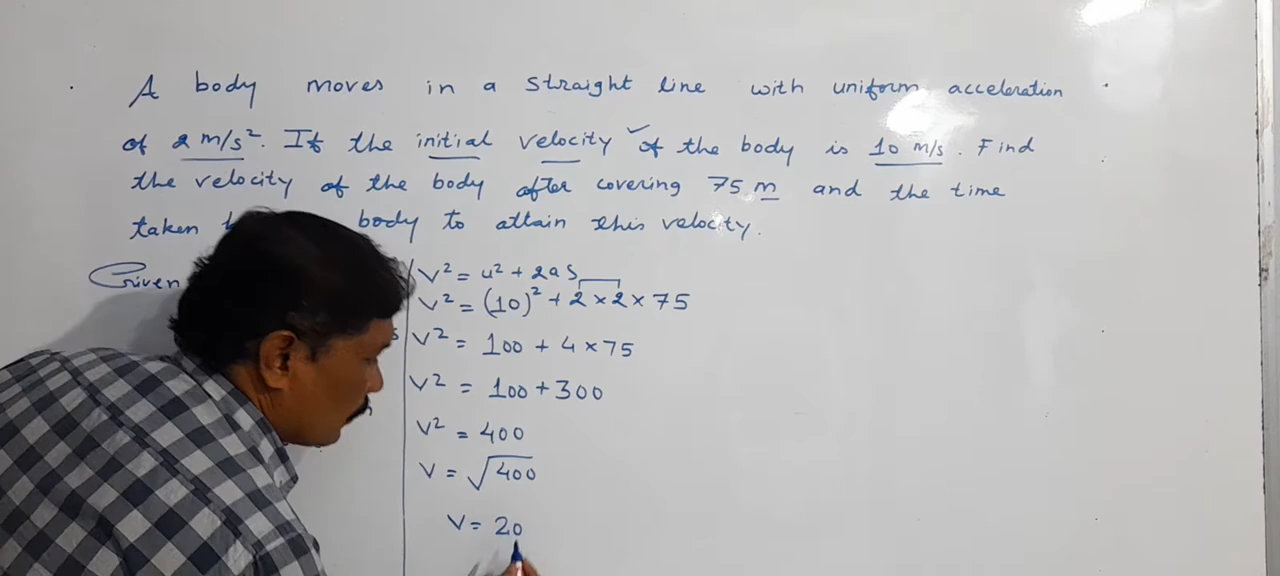 A body moves in a straight line with uniform acceleration
of 2 m/s². If the initial velocity ✓ of the body is 10 m/s. Find
the velocity of the body after covering 75 m and the time
taken body to attain this velocity.
Given
V² = u² + 2as
V² = (10)² + 2 × 2 × 75
V² = 100 + 4 × 75
V² = 100 + 300
V² = 400
V = √400
V = 20